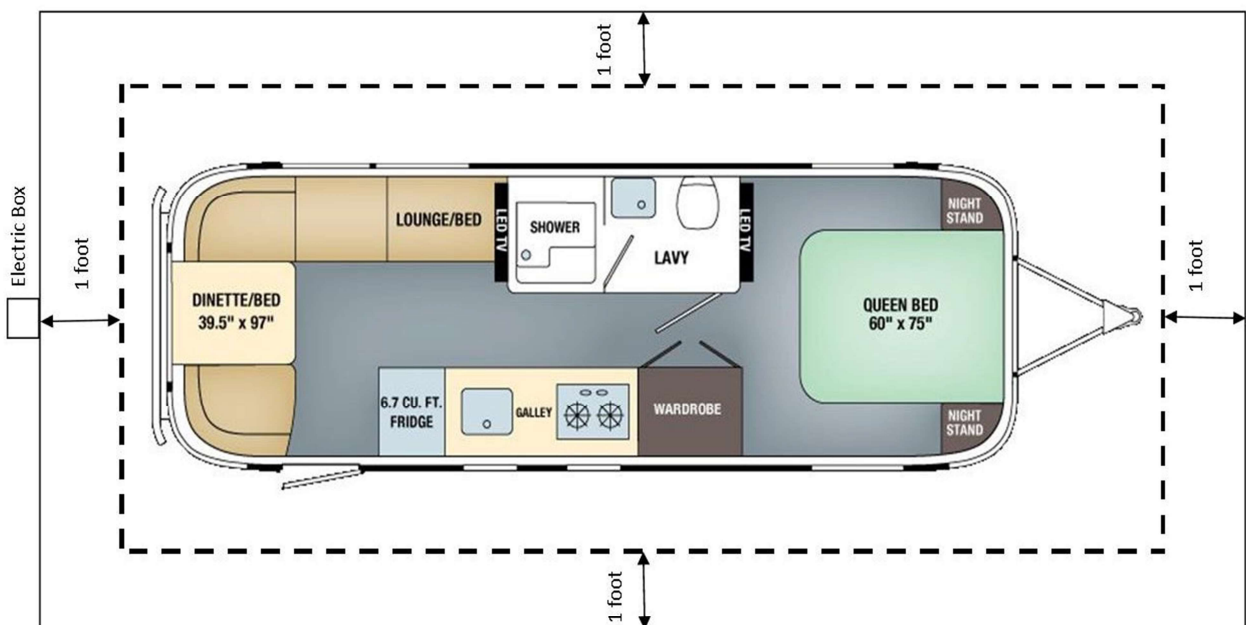 1 foot
Electric Box
1 foot
LOUNGE/BED
LED TV
SHOWER
LAVY
LED TV
NIGHT
STAND
DINETTE/BED
39.5" x 97"
QUEEN BED
60" x 75"
1 foot
6.7 CU. FT.
FRIDGE
GALLEY
WARDROBE
NIGHT
STAND
1 foot